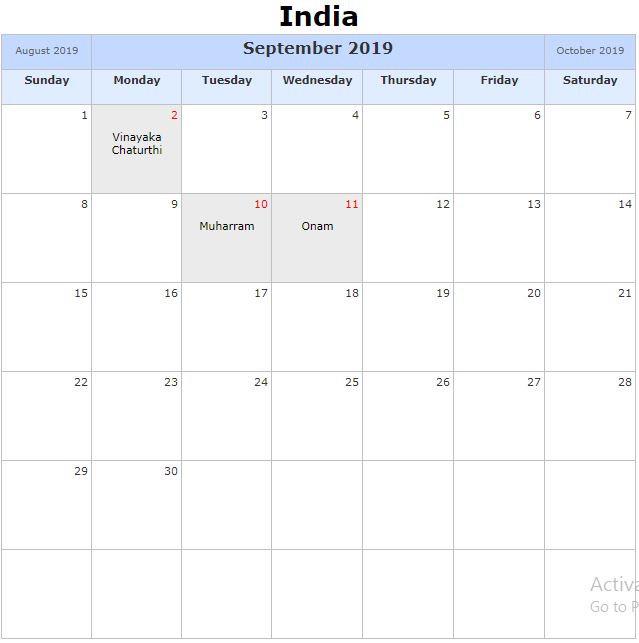 India
August 2019 September 2019 October 2019
Sunday Monday Tuesday Wednesday Thursday Friday Saturday
1 2 3 4 5 6 7
Vinayaka
Chaturthi
8 9 10 11 12 13 14
Muharram Onam
15 16 17 18 19 20 21
22 23 24 25 26 27 28
29 30
Activa
Go to P